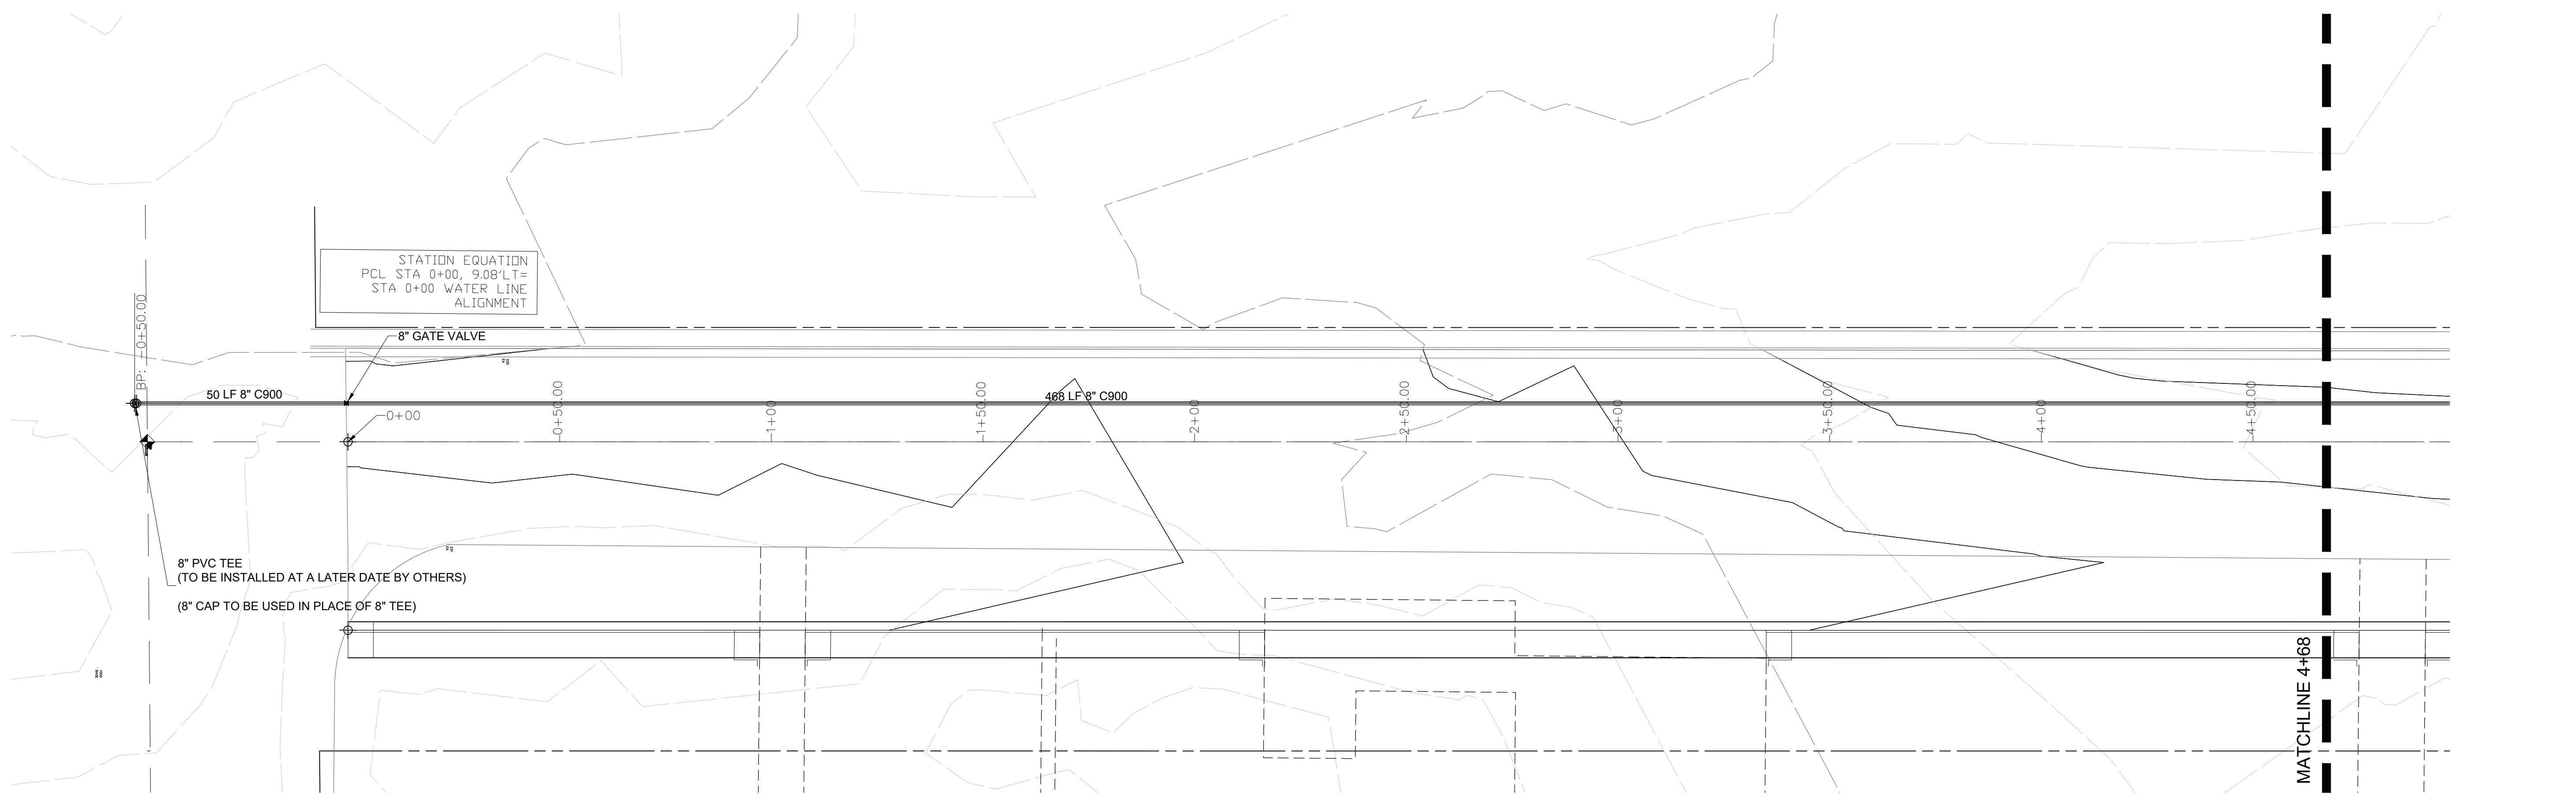 STATION EQUATION
PCL STA 0+00, 9.08'LT=
STA 0+00 WATER LINE
ALIGNMENT
BP: -0+50.00
8" GATE VALVE
50 LF 8" C900
468 LF 8" C900
0+00
0+50.00
1+00
1+50.00
2+00
2+50.00
3+00
3+50.00
4+00
4+50.00
8" PVC TEE
(TO BE INSTALLED AT A LATER DATE BY OTHERS)
(8" CAP TO BE USED IN PLACE OF 8" TEE)
MATCHLINE 4+68